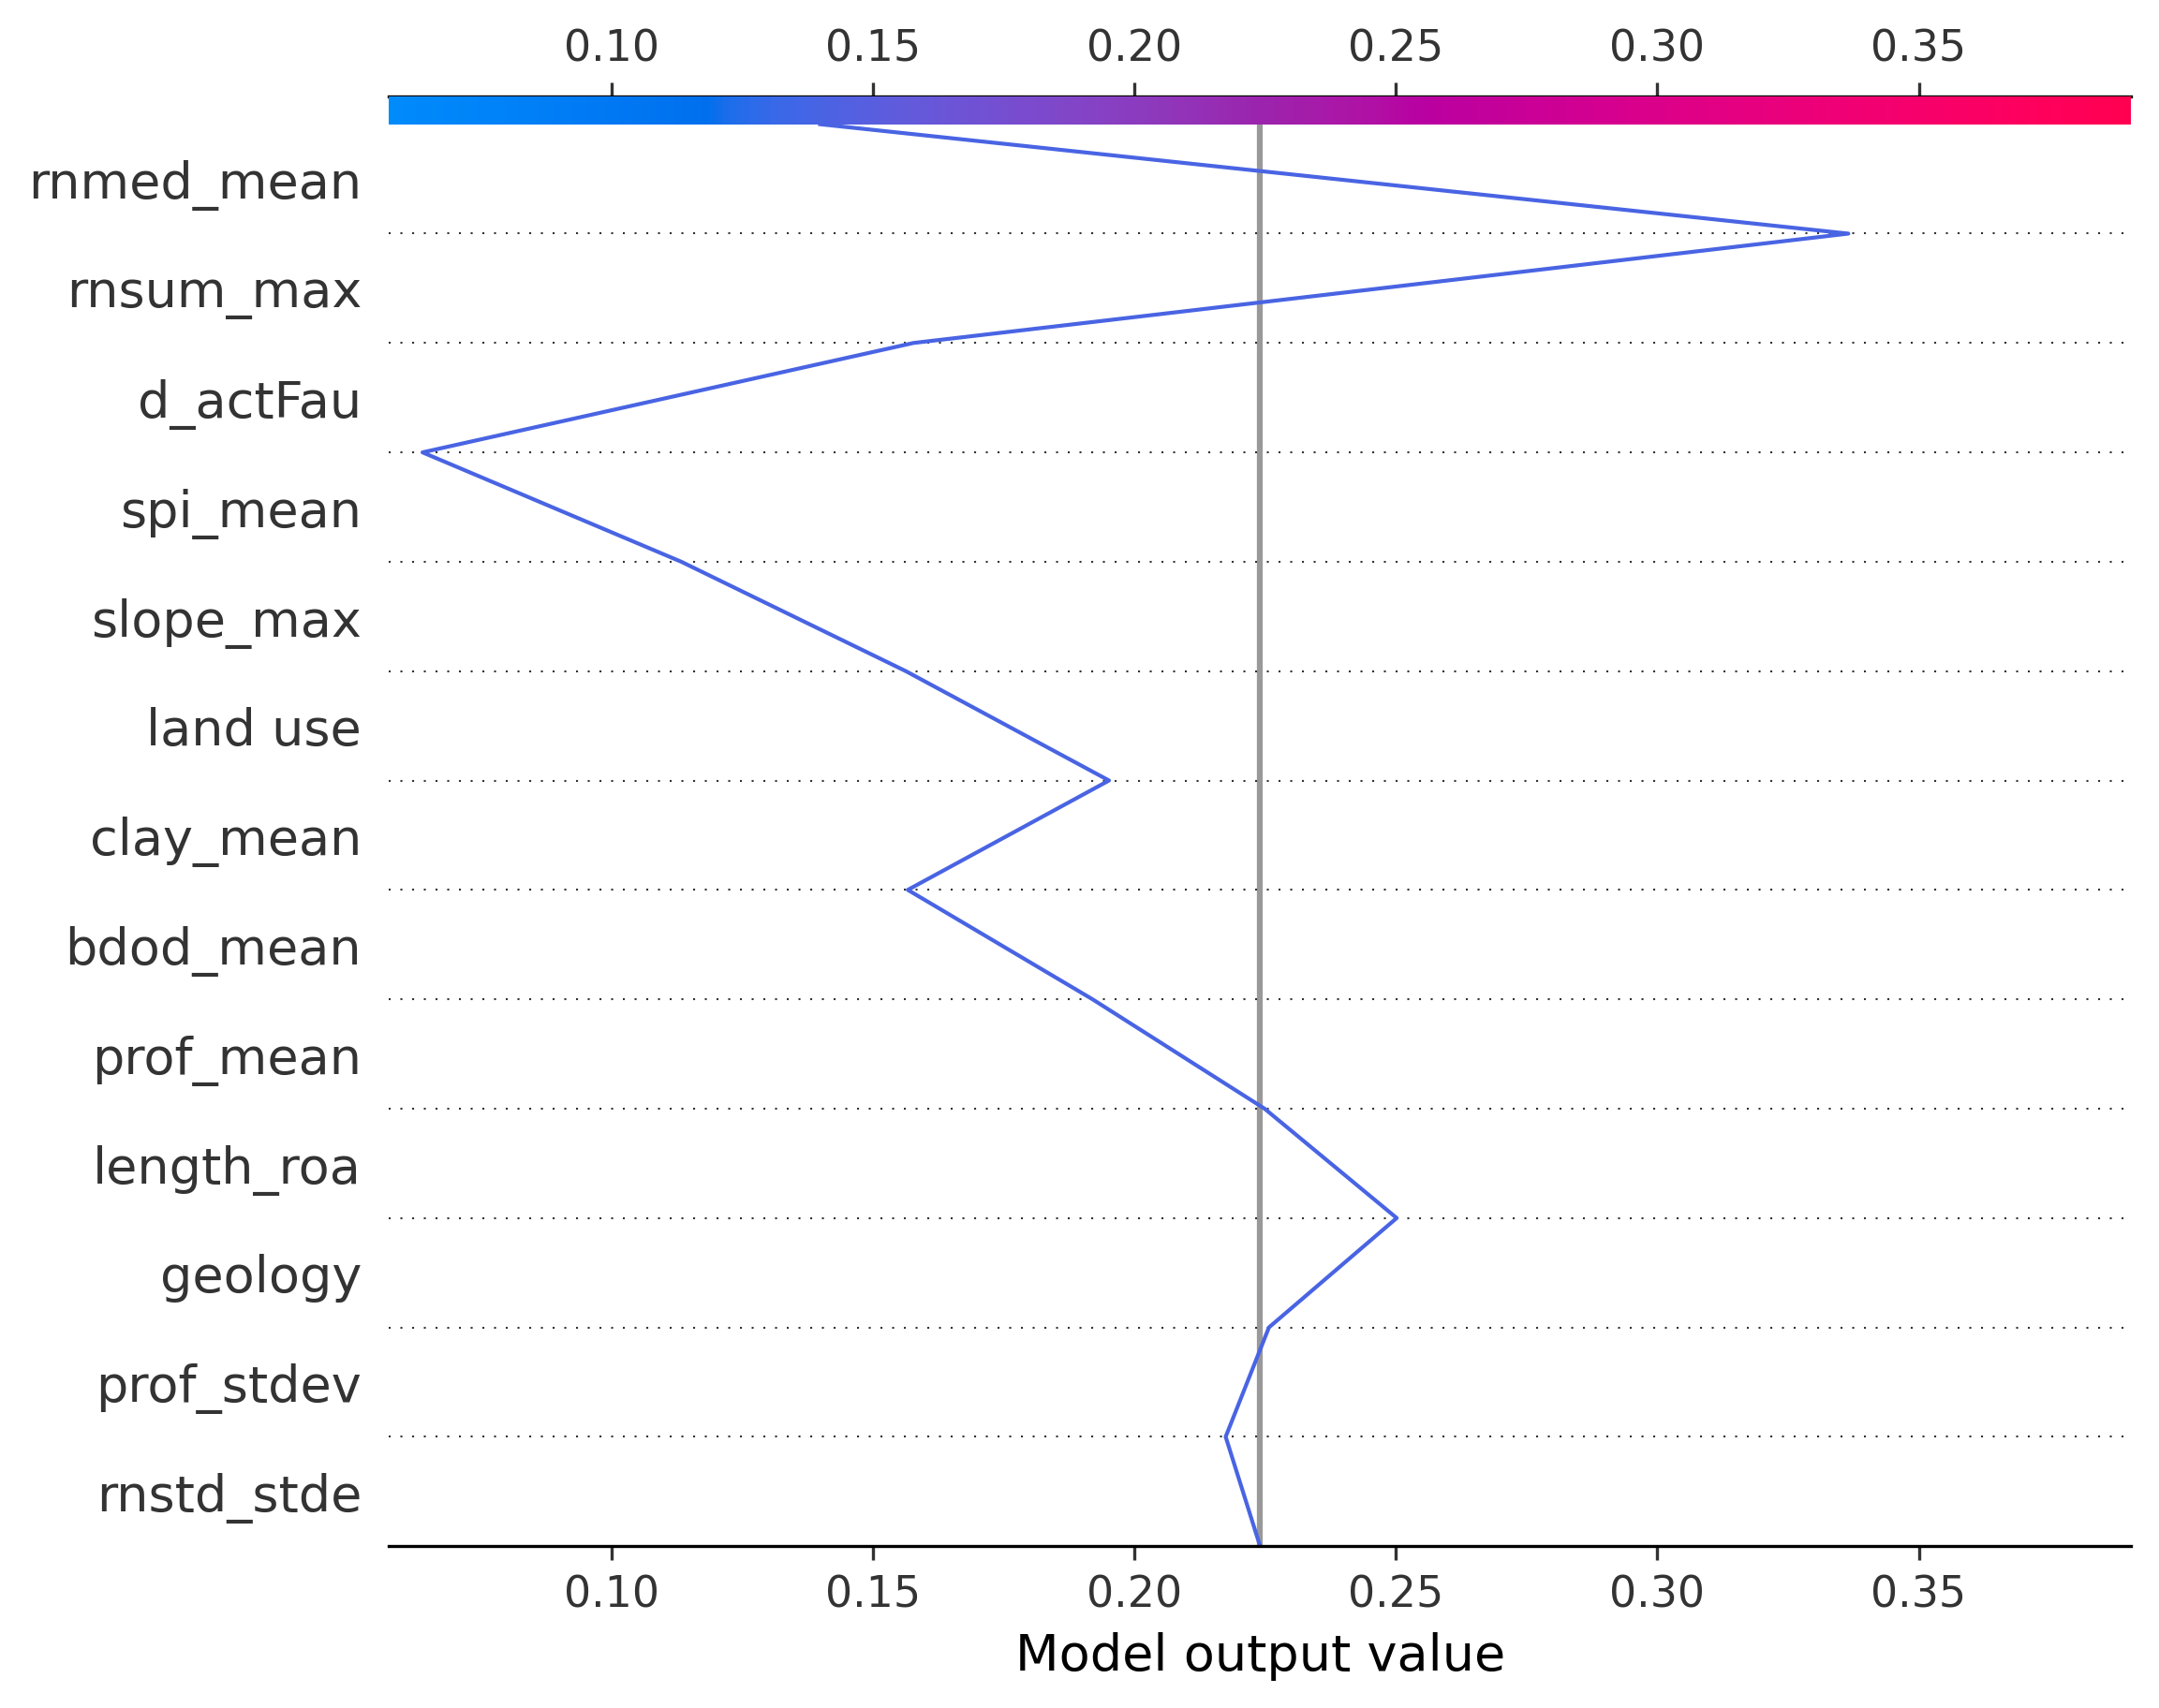 0.10 0.15 0.20 0.25 0.30 0.35
rnmed_mean
rnsum_max
d_actFau
spi_mean
slope_max
land use
clay_mean
bdod_mean
prof_mean
length_roa
geology
prof_stdev
rnstd_stde
0.10 0.15 0.20 0.25 0.30 0.35
Model output value